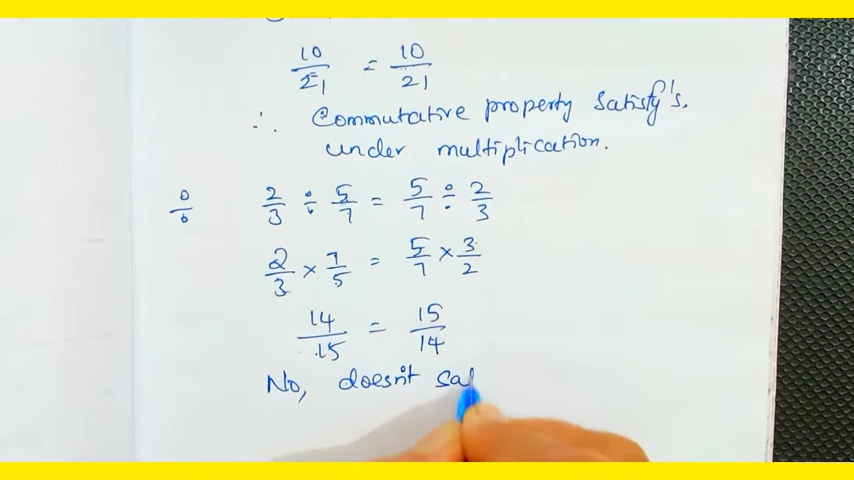 10/21 = 10/21
∴ Commutative property Satisfy's.
under multiplication.
÷ 2/3 ÷ 5/7 = 5/7 ÷ 2/3
2/3 × 7/5 = 5/7 × 3/2
14/15 = 15/14
No, doesn't sa